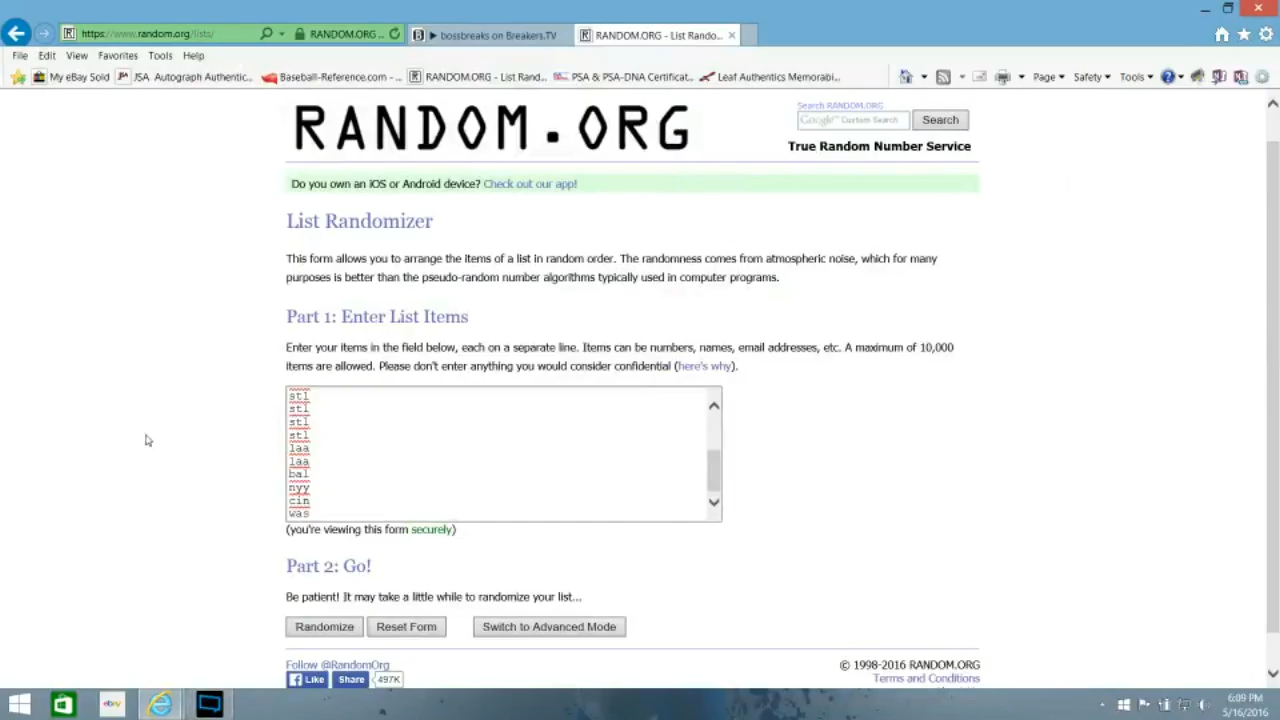 https://www.random.org/lists/
RANDOM.ORG ...
bossbreaks on Breakers.TV
RANDOM.ORG - List Rando...
File Edit View Favorites Tools Help
My eBay Sold
JSA Autograph Authentic...
Baseball-Reference.com - ...
RANDOM.ORG - List Rand...
PSA & PSA-DNA Certificat...
Leaf Authentics Memorabi...
Page Safety Tools
RANDOM.ORG
Search RANDOM.ORG
Google™ Custom Search
Search
True Random Number Service
Do you own an iOS or Android device? Check out our app!
List Randomizer
This form allows you to arrange the items of a list in random order. The randomness comes from atmospheric noise, which for many
purposes is better than the pseudo-random number algorithms typically used in computer programs.
Part 1: Enter List Items
Enter your items in the field below, each on a separate line. Items can be numbers, names, email addresses, etc. A maximum of 10,000
items are allowed. Please don't enter anything you would consider confidential (here's why).
stl
stl
stl
stl
laa
laa
bal
nyy
cin
was
(you're viewing this form securely)
Part 2: Go!
Be patient! It may take a little while to randomize your list...
Randomize Reset Form Switch to Advanced Mode
Follow @RandomOrg
© 1998-2016 RANDOM.ORG
Like Share 497K
Terms and Conditions
ebay
6:09 PM
5/16/2016